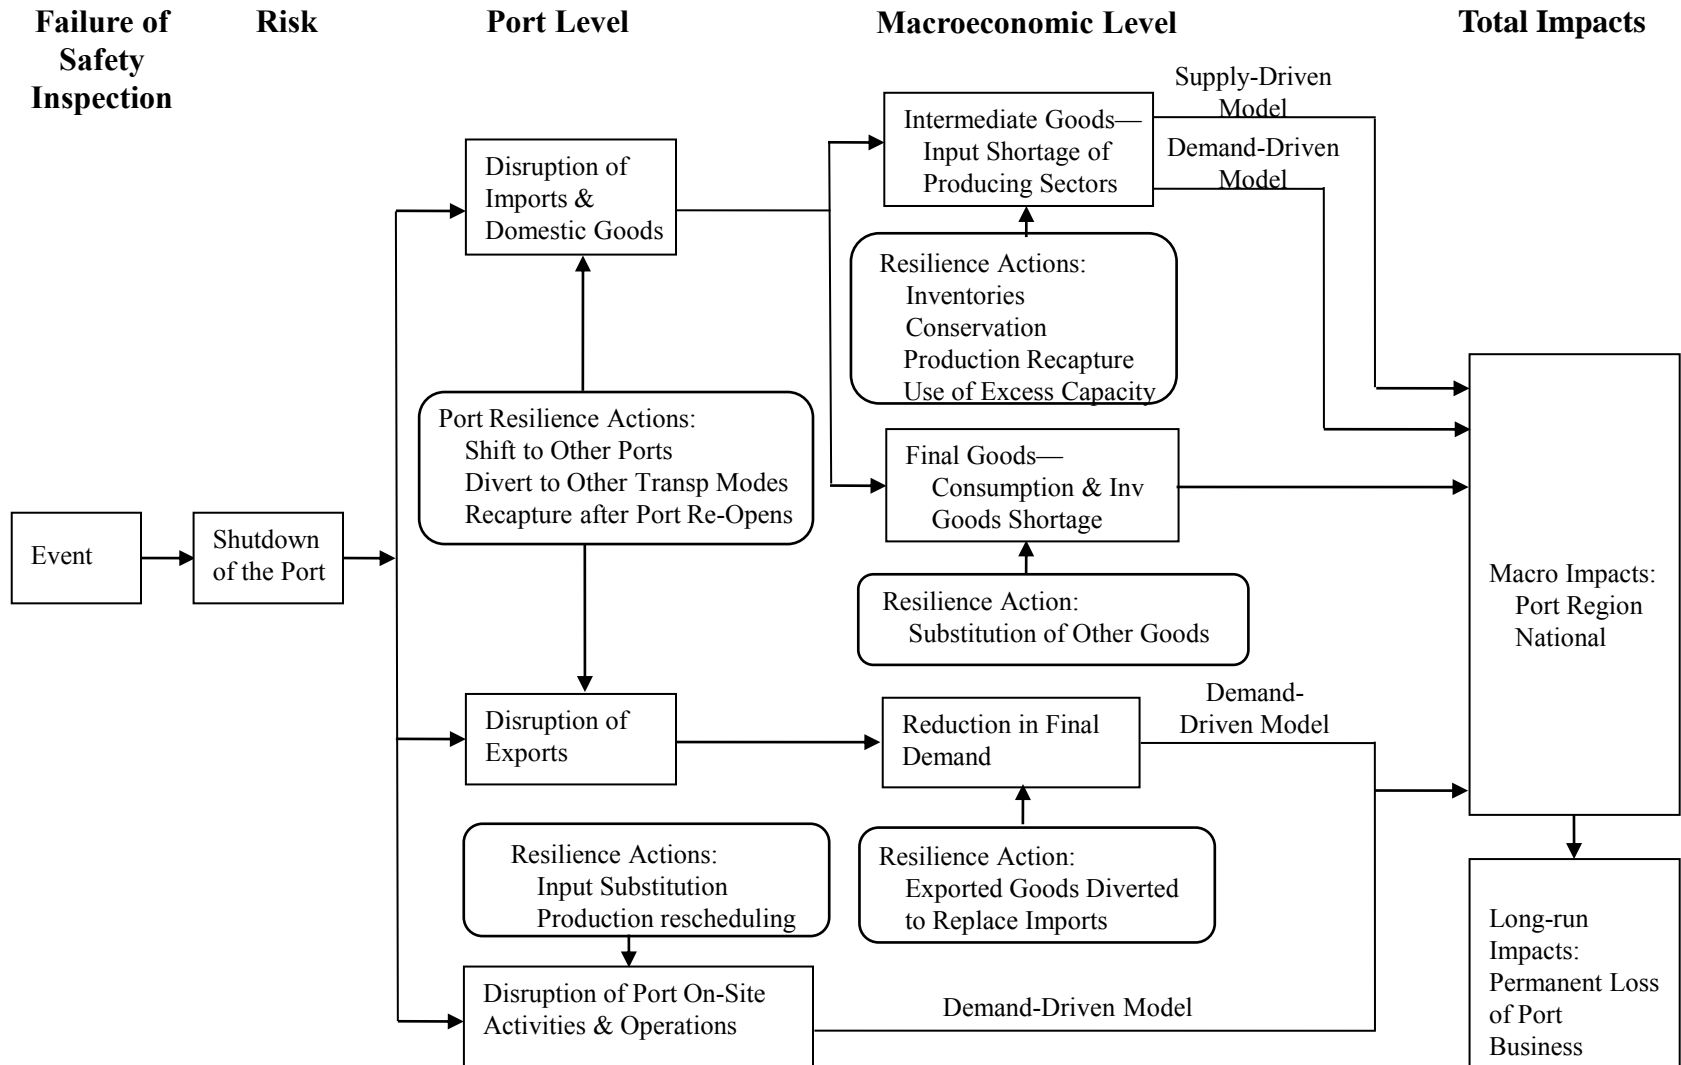 Failure of
Safety
Inspection
Risk
Port Level
Macroeconomic Level
Total Impacts
Supply-Driven
Model
Demand-Driven
Model
Intermediate Goods—
Input Shortage of
Producing Sectors
Disruption of
Imports &
Domestic Goods
Resilience Actions:
Inventories
Conservation
Production Recapture
Use of Excess Capacity
Port Resilience Actions:
Shift to Other Ports
Divert to Other Transp Modes
Recapture after Port Re-Opens
Final Goods—
Consumption & Inv
Goods Shortage
Event
Shutdown
of the Port
Resilience Action:
Substitution of Other Goods
Macro Impacts:
Port Region
National
Disruption of
Exports
Reduction in Final
Demand
Demand-
Driven Model
Resilience Actions:
Input Substitution
Production rescheduling
Resilience Action:
Exported Goods Diverted
to Replace Imports
Disruption of Port On-Site
Activities & Operations
Demand-Driven Model
Long-run
Impacts:
Permanent Loss
of Port
Business